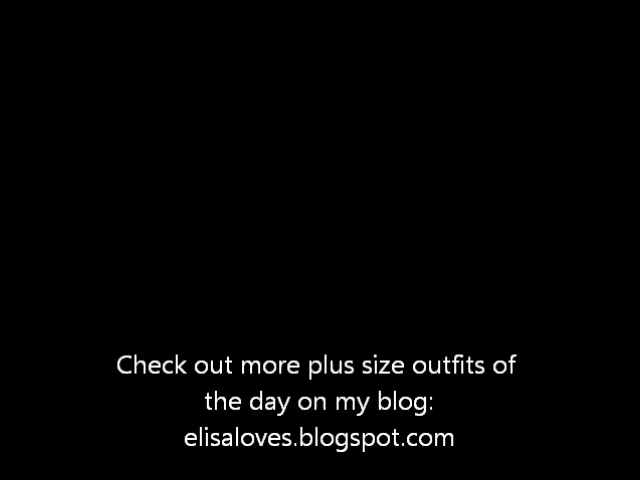 Check out more plus size outfits of
the day on my blog:
elisaloves.blogspot.com